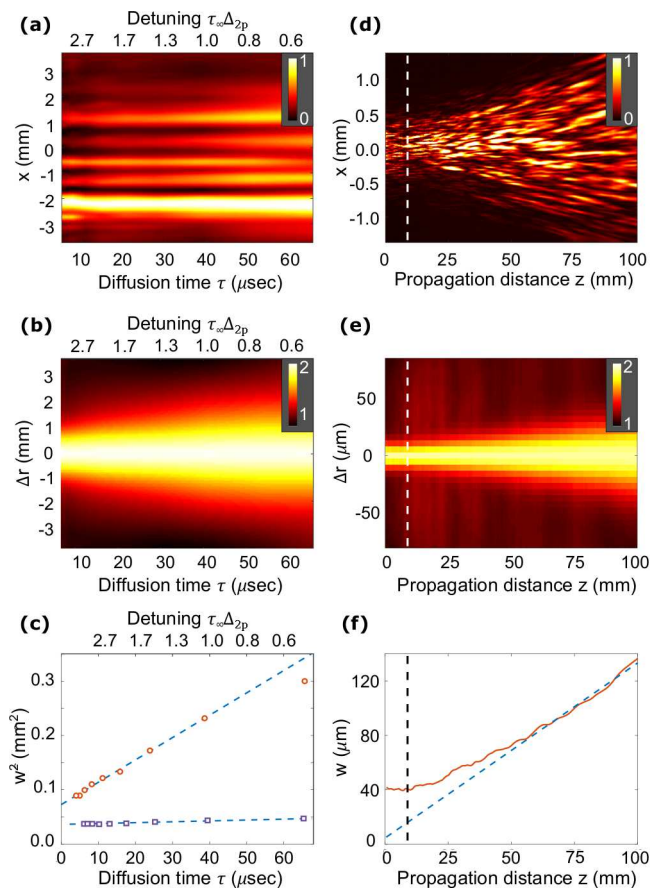 (a)
Detuning τ∞Δ2p
2.7 1.7 1.3 1.0 0.8 0.6
x (mm)
3
2
1
0
-1
-2
-3
1
0
10 20 30 40 50 60
Diffusion time τ (μsec)
(d)
x (mm)
1.0
0.5
0.0
-0.5
-1.0
1
0
0 25 50 75 100
Propagation distance z (mm)
(b)
Detuning τ∞Δ2p
2.7 1.7 1.3 1.0 0.8 0.6
Δr (mm)
3
2
1
0
-1
-2
-3
2
1
10 20 30 40 50 60
Diffusion time τ (μsec)
(e)
Δr (μm)
50
0
-50
2
1
0 25 50 75 100
Propagation distance z (mm)
(c)
Detuning τ∞Δ2p
2.7 1.7 1.3 1.0 0.8 0.6
w² (mm²)
0.3
0.2
0.1
0.0
0 10 20 30 40 50 60
Diffusion time τ (μsec)
(f)
w (μm)
120
80
40
0
0 25 50 75 100
Propagation distance z (mm)